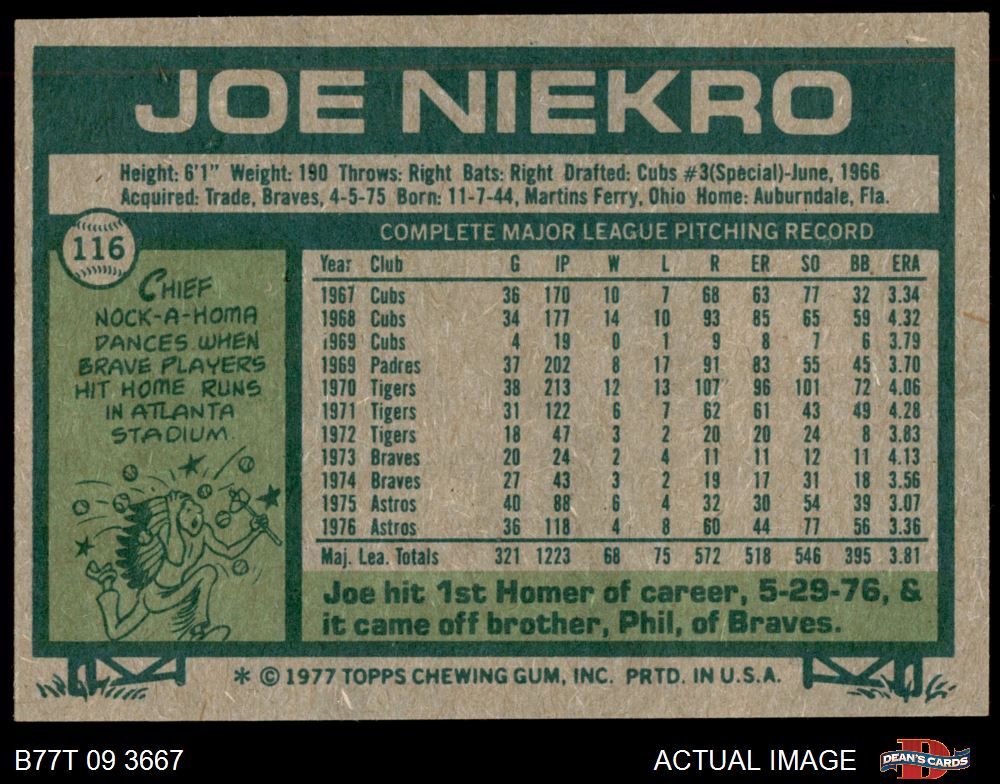 JOE NIEKRO
Height: 6'1" Weight: 190 Throws: Right Bats: Right Drafted: Cubs #3(Special)-June, 1966
Acquired: Trade, Braves, 4-5-75 Born: 11-7-44, Martins Ferry, Ohio Home: Auburndale, Fla.
116
CHIEF
NOCK-A-HOMA
DANCES WHEN
BRAVE PLAYERS
HIT HOME RUNS
IN ATLANTA
STADIUM.
COMPLETE MAJOR LEAGUE PITCHING RECORD
Year Club G IP W L R ER SO BB ERA
1967 Cubs 36 170 10 7 68 63 77 32 3.34
1968 Cubs 34 177 14 10 93 85 65 59 4.32
1969 Cubs 4 19 0 1 9 8 7 6 3.79
1969 Padres 37 202 8 17 91 83 55 45 3.70
1970 Tigers 38 213 12 13 107 96 101 72 4.06
1971 Tigers 31 122 6 7 62 61 43 49 4.28
1972 Tigers 18 47 3 2 20 20 24 8 3.83
1973 Braves 20 24 2 4 11 11 12 11 4.13
1974 Braves 27 43 3 2 19 17 31 18 3.56
1975 Astros 40 88 6 4 32 30 54 39 3.07
1976 Astros 36 118 4 8 60 44 77 56 3.36
Maj. Lea. Totals 321 1223 68 75 572 518 546 395 3.81
Joe hit 1st Homer of career, 5-29-76, &
it came off brother, Phil, of Braves.
* © 1977 TOPPS CHEWING GUM, INC. PRTD. IN U.S.A.
B77T 09 3667
ACTUAL IMAGE
DEAN'S CARDS